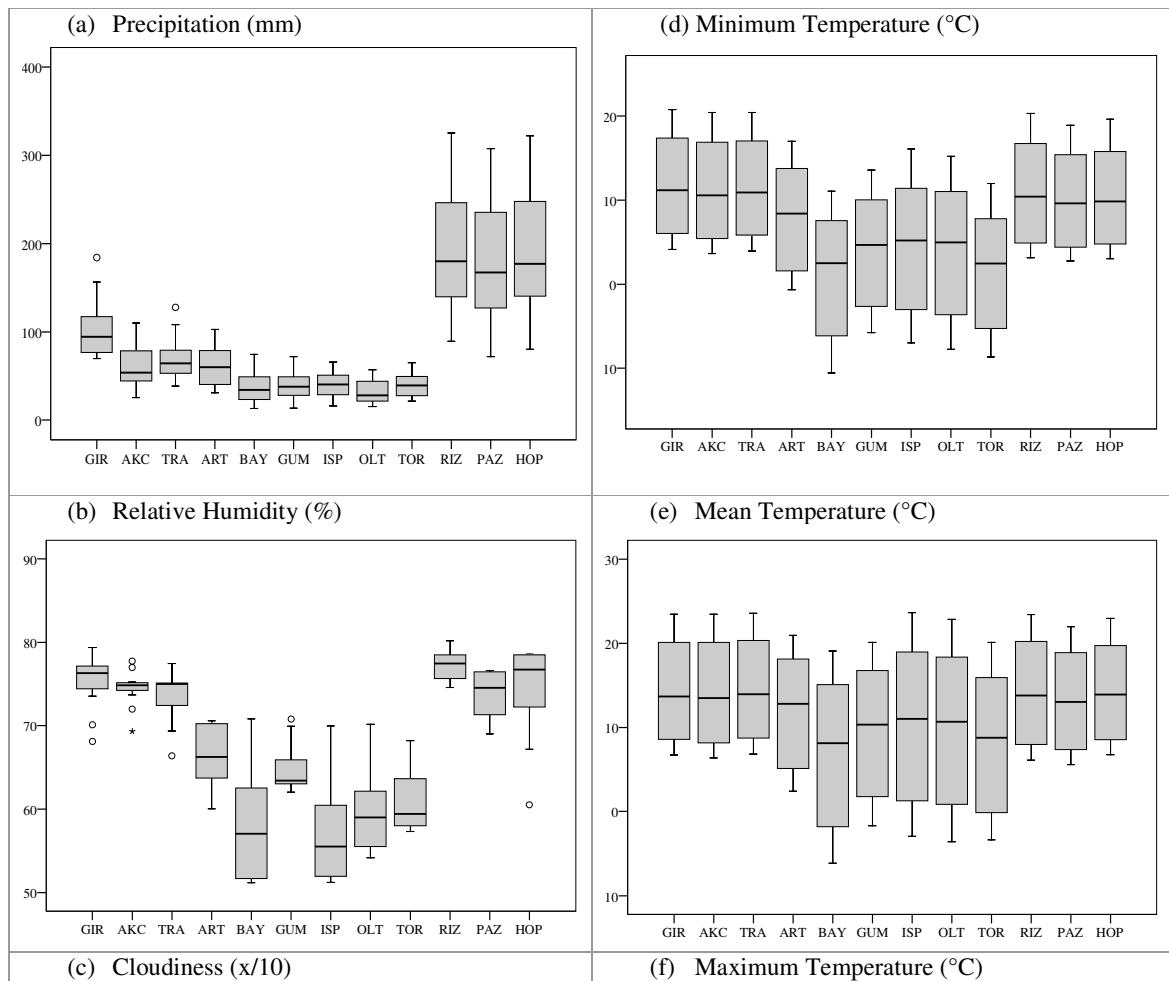 (a) Precipitation (mm)
400
300
200
100
0
GIR AKC TRA ART BAY GUM ISP OLT TOR RIZ PAZ HOP
(d) Minimum Temperature (°C)
20
10
0
10
GIR AKC TRA ART BAY GUM ISP OLT TOR RIZ PAZ HOP
(b) Relative Humidity (%)
90
80
70
60
50
GIR AKC TRA ART BAY GUM ISP OLT TOR RIZ PAZ HOP
(e) Mean Temperature (°C)
30
20
10
0
10
GIR AKC TRA ART BAY GUM ISP OLT TOR RIZ PAZ HOP
(c) Cloudiness (x/10)
(f) Maximum Temperature (°C)